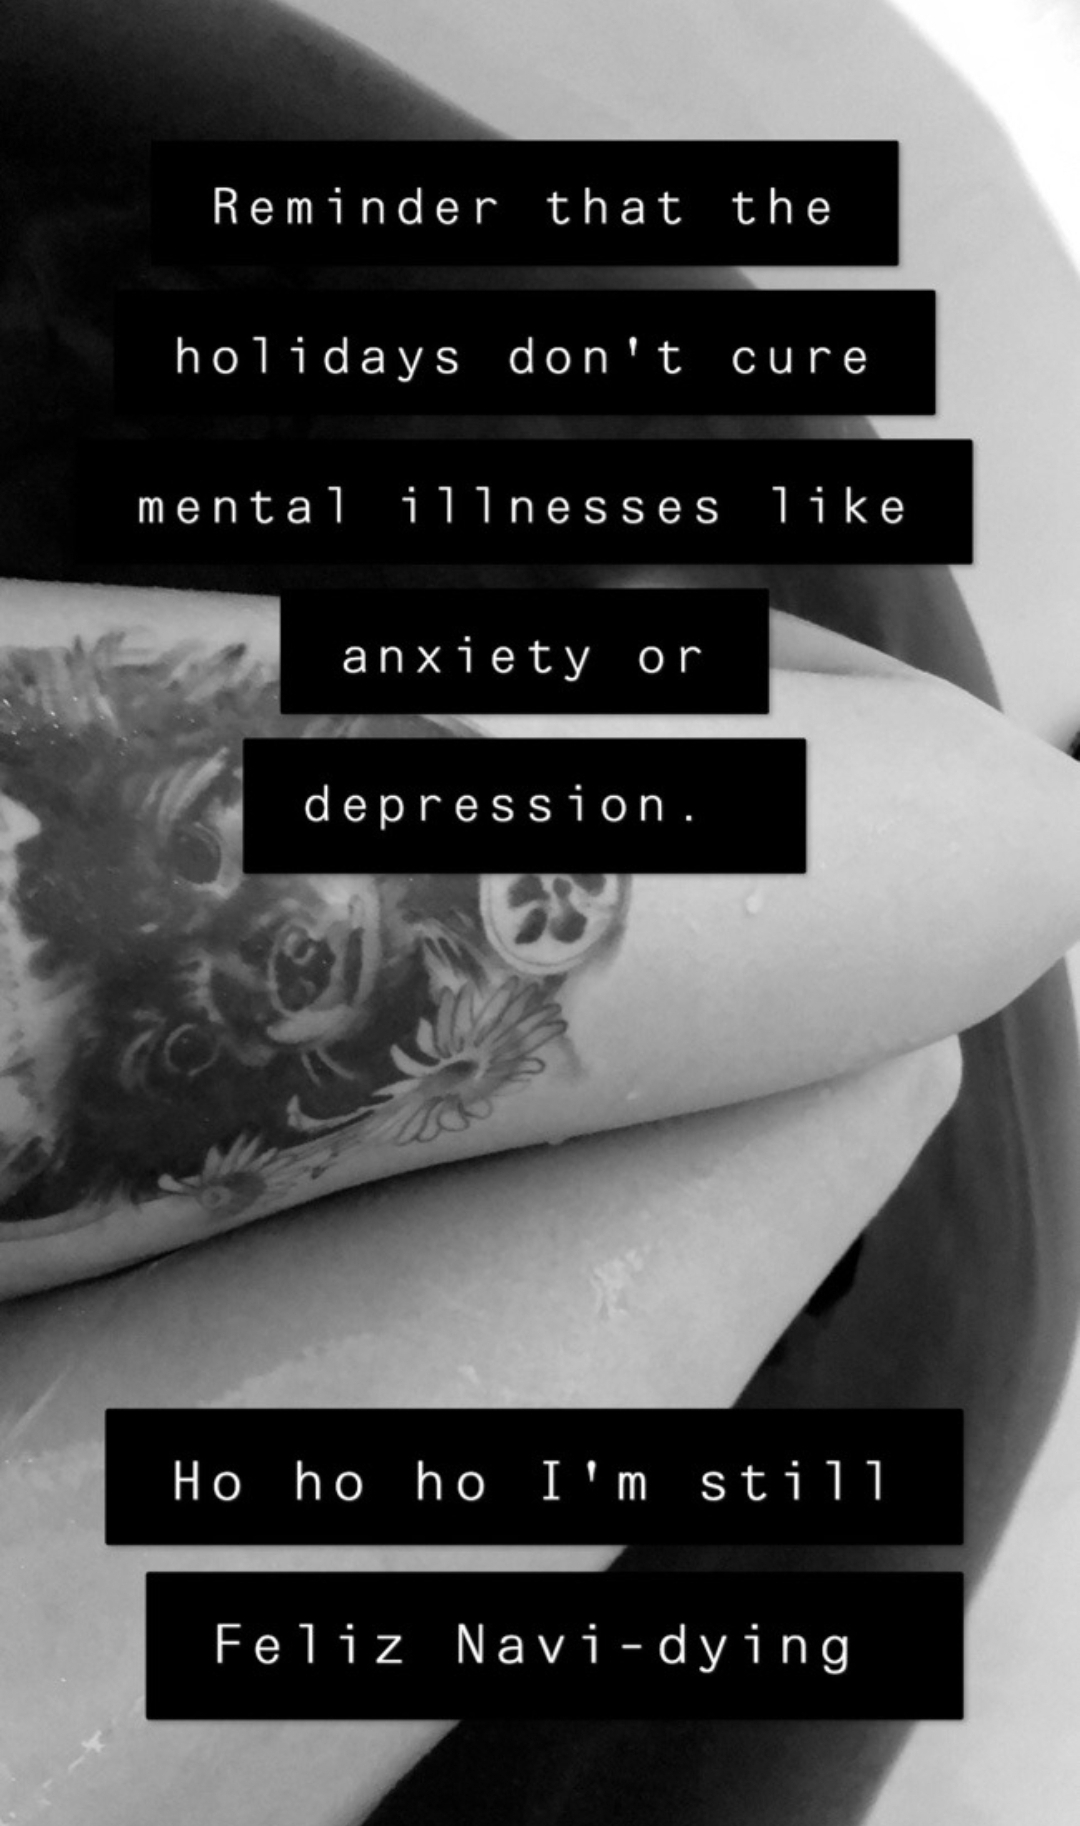 Reminder that the
holidays don't cure
mental illnesses like
anxiety or
depression.
Ho ho ho I'm still
Feliz Navi-dying